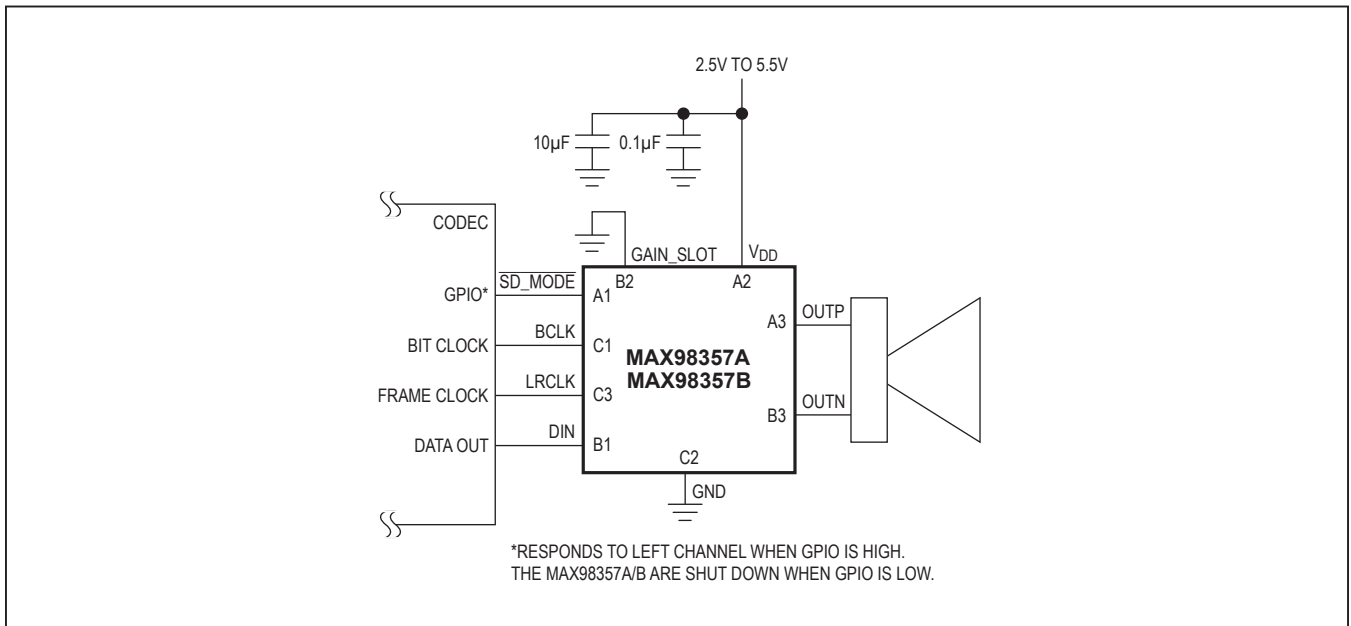 2.5V TO 5.5V
10µF
0.1µF
CODEC
GAIN_SLOT
VDD
B2
A2
GPIO*
SD_MODE
A1
A3
OUTP
BIT CLOCK
BCLK
C1
MAX98357A
MAX98357B
FRAME CLOCK
LRCLK
C3
B3
OUTN
DATA OUT
DIN
B1
C2
GND
*RESPONDS TO LEFT CHANNEL WHEN GPIO IS HIGH.
THE MAX98357A/B ARE SHUT DOWN WHEN GPIO IS LOW.